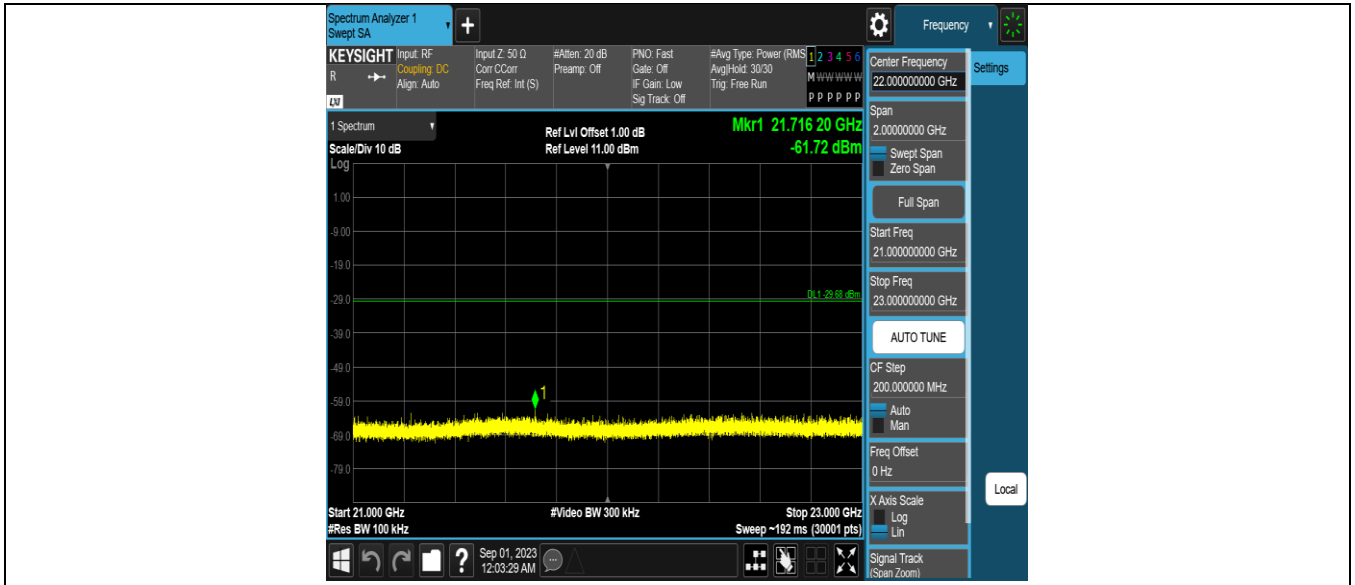 Spectrum Analyzer 1
Swept SA
+
Frequency
KEYSIGHT
R
LXI
Input: RF
Coupling: DC
Align: Auto
Input Z: 50 Ω
Corr CCorr
Freq Ref: Int (S)
#Atten: 20 dB
Preamp: Off
PNO: Fast
Gate: Off
IF Gain: Low
Sig Track: Off
#Avg Type: Power (RMS
Avg|Hold: 30/30
Trig: Free Run
1 2 3 4 5 6
M W W W W W
P P P P P P
1 Spectrum
Scale/Div 10 dB
Log
Ref Lvl Offset 1.00 dB
Ref Level 11.00 dBm
Mkr1 21.716 20 GHz
-61.72 dBm
1.00
-9.00
-19.0
-29.0
DL1 -29.68 dBm
-39.0
-49.0
1
-59.0
-69.0
-79.0
Start 21.000 GHz
#Res BW 100 kHz
#Video BW 300 kHz
Stop 23.000 GHz
Sweep ~192 ms (30001 pts)
?
Sep 01, 2023
12:03:29 AM
Center Frequency
22.000000000 GHz
Settings
Span
2.00000000 GHz
Swept Span
Zero Span
Full Span
Start Freq
21.000000000 GHz
Stop Freq
23.000000000 GHz
AUTO TUNE
CF Step
200.000000 MHz
Auto
Man
Freq Offset
0 Hz
X Axis Scale
Log
Lin
Signal Track
(Span Zoom)
Local